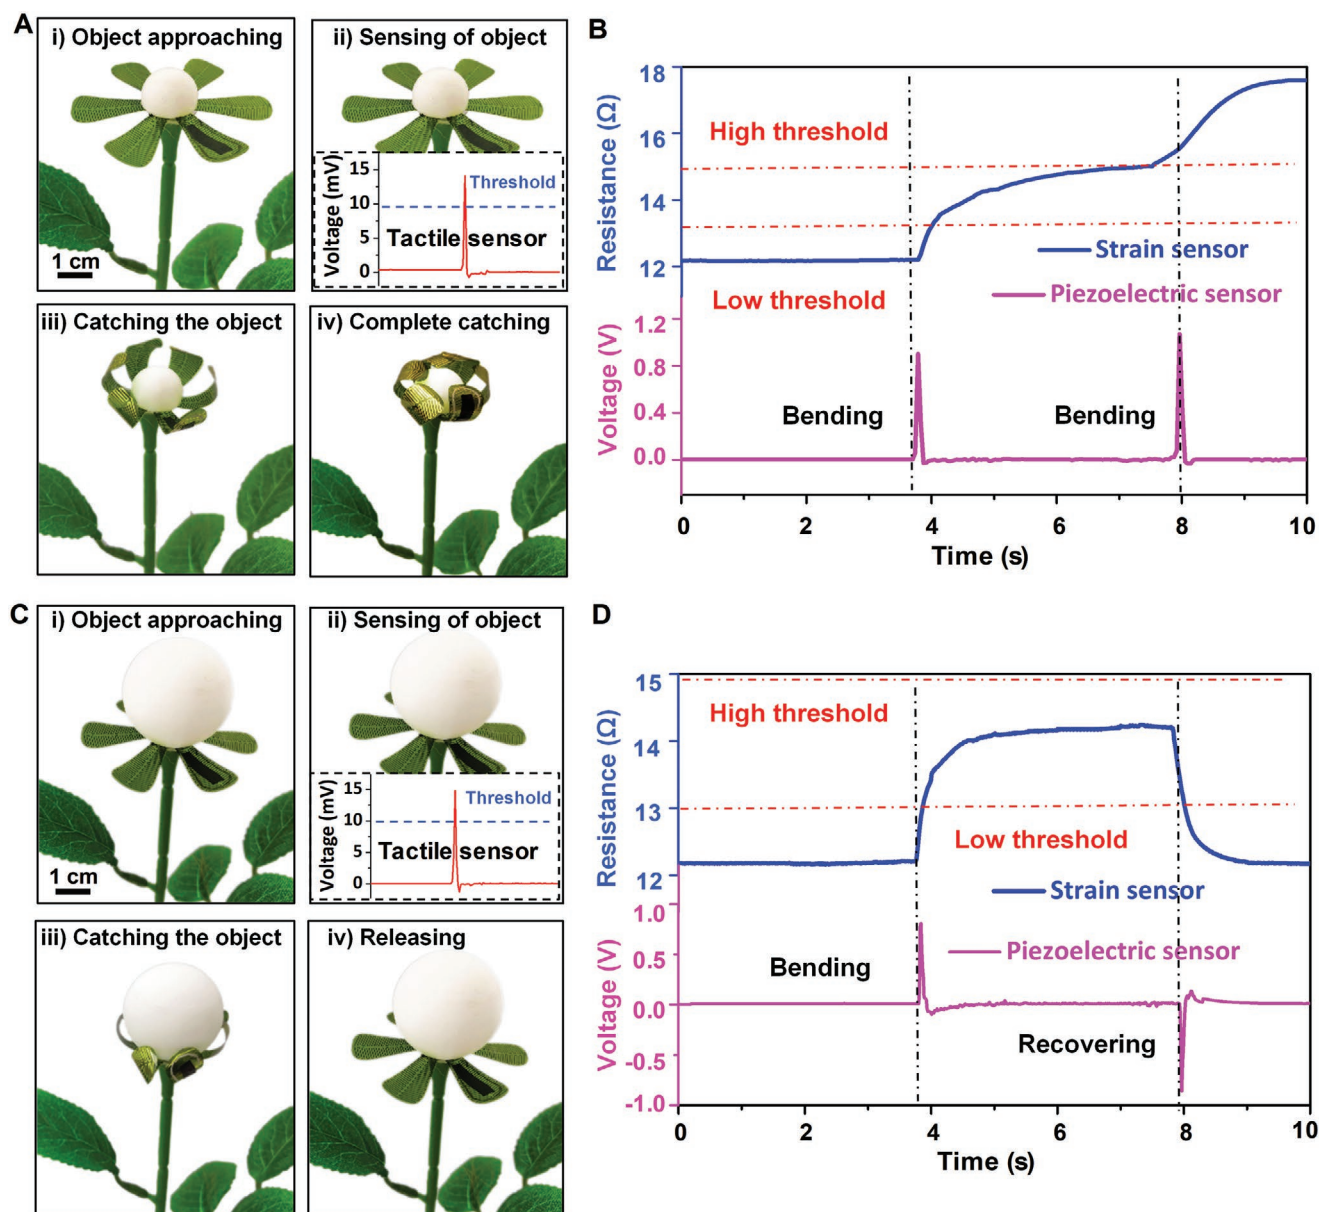 A
i) Object approaching
1 cm
ii) Sensing of object
Voltage (mV)
15
10
5
0
Threshold
Tactile sensor
iii) Catching the object
iv) Complete catching
B
Resistance (Ω)
18
16
14
12
High threshold
Low threshold
Strain sensor
Piezoelectric sensor
Voltage (V)
1.2
0.8
0.4
0.0
Bending
Bending
0
2
4
6
8
10
Time (s)
C
i) Object approaching
1 cm
ii) Sensing of object
Voltage (mV)
15
10
5
0
Threshold
Tactile sensor
iii) Catching the object
iv) Releasing
D
Resistance (Ω)
15
14
13
12
High threshold
Low threshold
Strain sensor
Piezoelectric sensor
Voltage (V)
1.0
0.5
0.0
-0.5
-1.0
Bending
Recovering
0
2
4
6
8
10
Time (s)